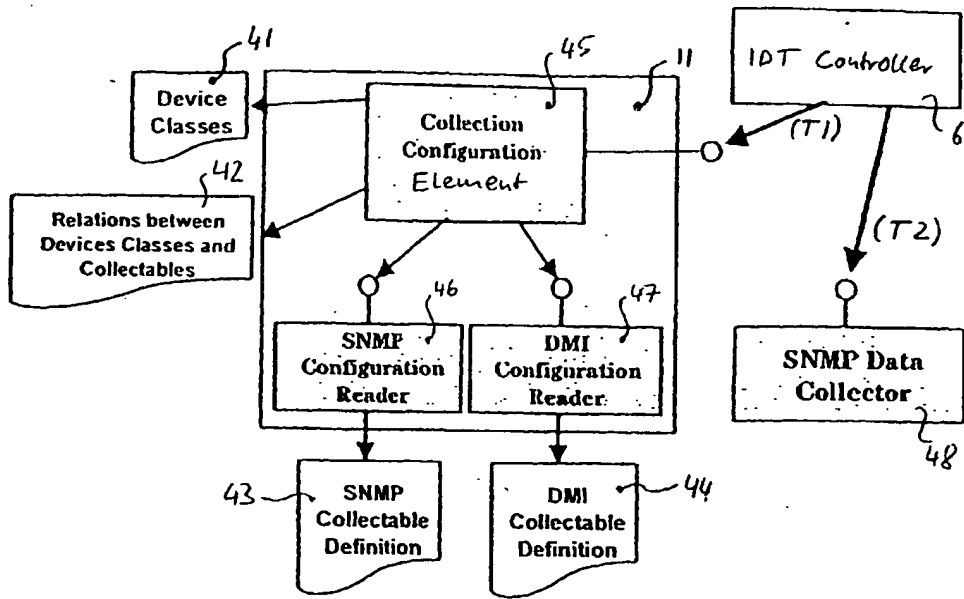 41
Device
Classes
42
Relations between
Devices Classes and
Collectables
45
11
Collection
Configuration
Element
IDT Controller
6
(T1)
(T2)
46
SNMP
Configuration
Reader
47
DMI
Configuration
Reader
SNMP Data
Collector
48
43
SNMP
Collectable
Definition
44
DMI
Collectable
Definition